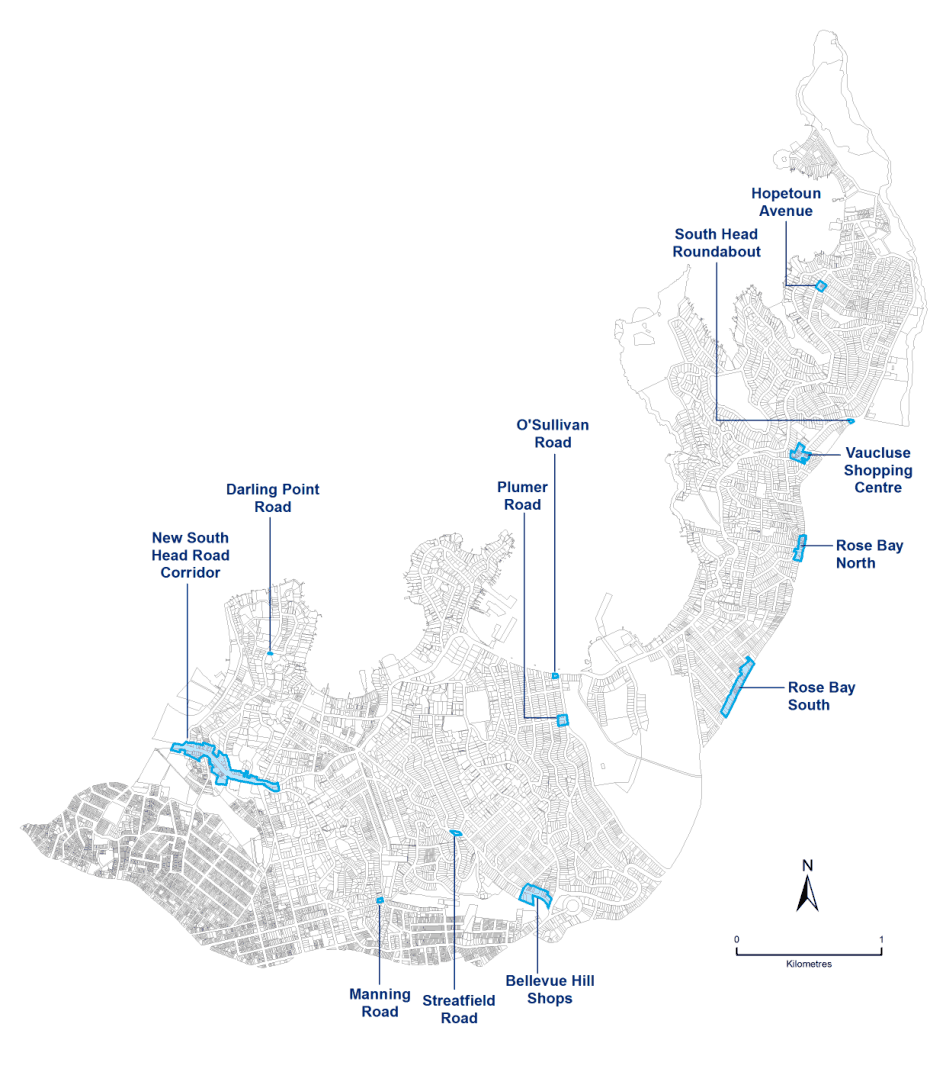 Hopetoun
Avenue
South Head
Roundabout
O'Sullivan
Road
Vaucluse
Shopping
Centre
Plumer
Road
Darling Point
Road
New South
Head Road
Corridor
Rose Bay
North
Rose Bay
South
N
0 1
Kilometres
Bellevue Hill
Shops
Manning
Road
Streatfield
Road